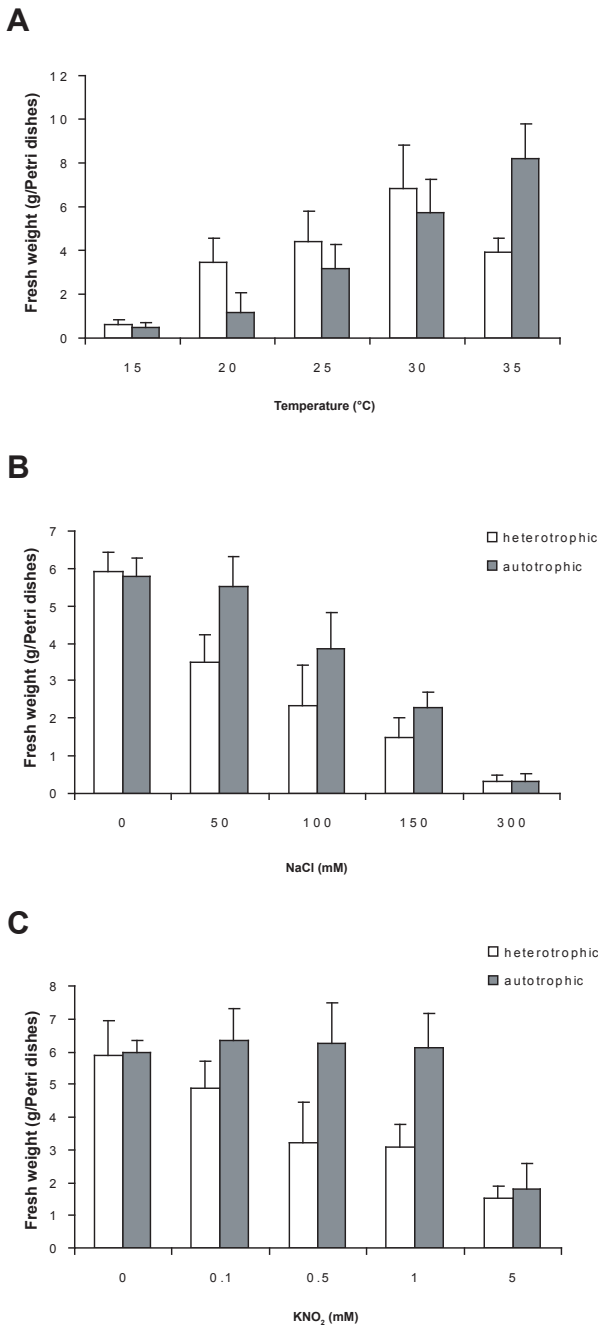 A
Fresh weight (g/Petri dishes)
12
10
8
6
4
2
0
15 20 25 30 35
Temperature (°C)
B
Fresh weight (g/Petri dishes)
7
6
5
4
3
2
1
0
heterotrophic
autotrophic
0 50 100 150 300
NaCl (mM)
C
heterotrophic
autotrophic
Fresh weight (g/Petri dishes)
8
7
6
5
4
3
2
1
0
0 0.1 0.5 1 5
KNO₂ (mM)